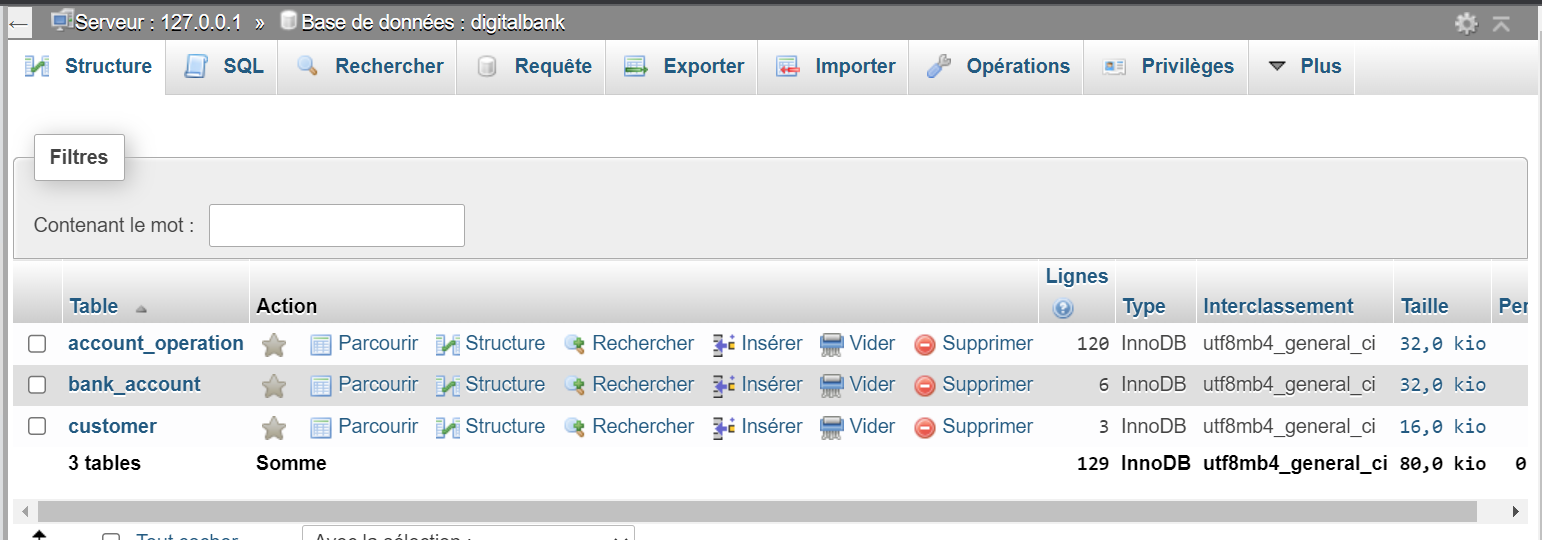 Serveur : 127.0.0.1 » Base de données : digitalbank
Structure SQL Rechercher Requête Exporter Importer Opérations Privilèges Plus
Filtres
Contenant le mot :
Table Action Lignes Type Interclassement Taille
account_operation Parcourir Structure Rechercher Insérer Vider Supprimer 120 InnoDB utf8mb4_general_ci 32,0 kio
bank_account Parcourir Structure Rechercher Insérer Vider Supprimer 6 InnoDB utf8mb4_general_ci 32,0 kio
customer Parcourir Structure Rechercher Insérer Vider Supprimer 3 InnoDB utf8mb4_general_ci 16,0 kio
3 tables Somme 129 InnoDB utf8mb4_general_ci 80,0 kio 0
Tout cocher Avec la sélection :